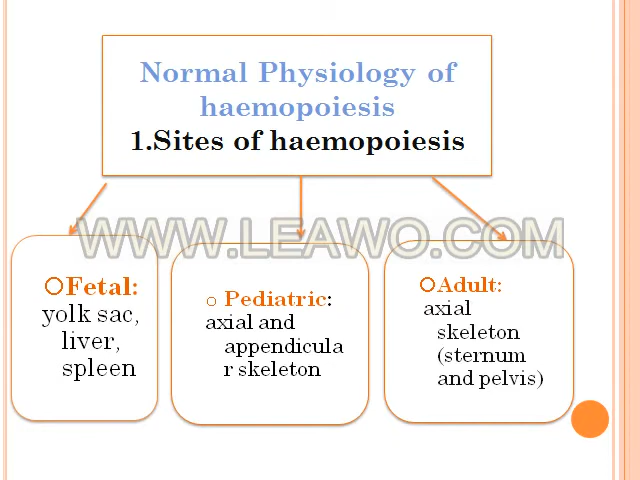 Normal Physiology of
haemopoiesis
1.Sites of haemopoiesis
WWW.LEAWO.COM
Fetal:
yolk sac,
liver,
spleen
Pediatric:
axial and
appendicula
r skeleton
Adult:
axial
skeleton
(sternum
and pelvis)